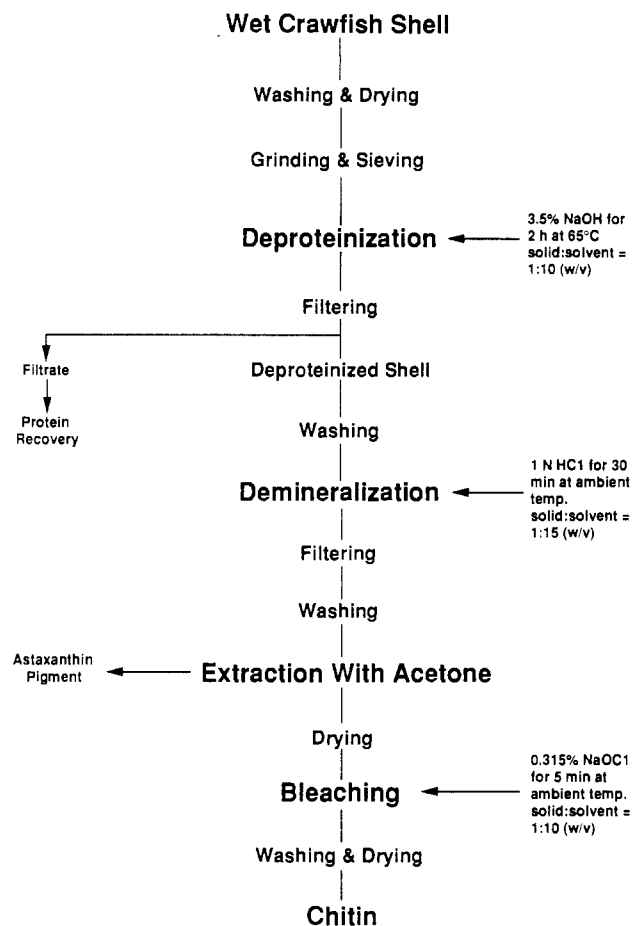 Wet Crawfish Shell
Washing & Drying
Grinding & Sieving
Deproteinization
3.5% NaOH for
2 h at 65°C
solid:solvent =
1:10 (w/v)
Filtering
Filtrate
Deproteinized Shell
Protein
Recovery
Washing
Demineralization
1 N HC1 for 30
min at ambient
temp.
solid:solvent =
1:15 (w/v)
Filtering
Washing
Astaxanthin
Pigment
Extraction With Acetone
Drying
Bleaching
0.315% NaOC1
for 5 min at
ambient temp.
solid:solvent =
1:10 (w/v)
Washing & Drying
Chitin